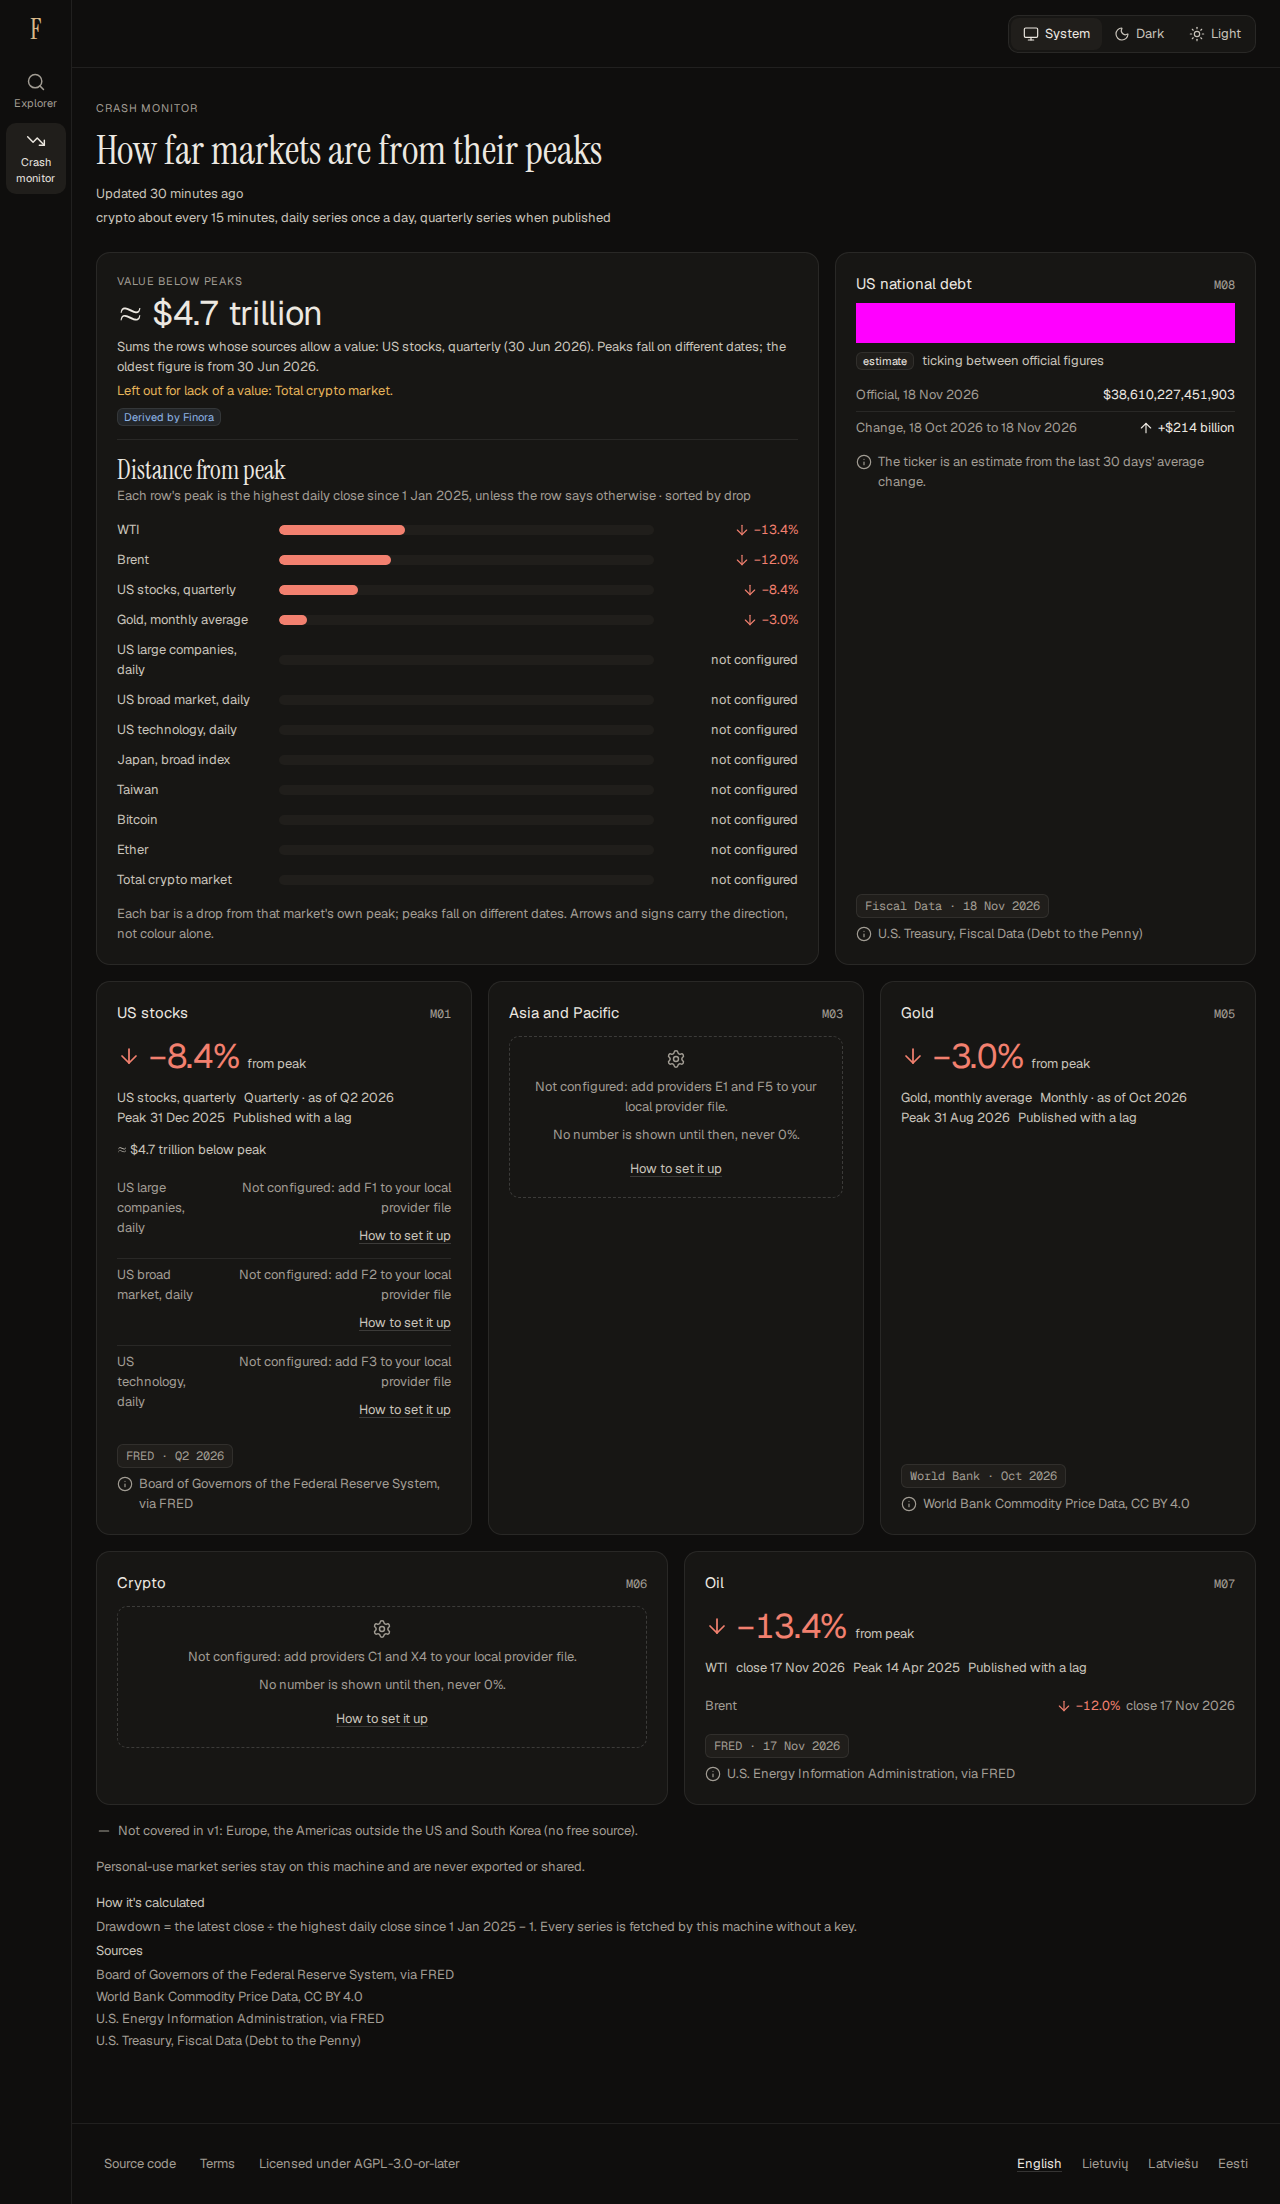 F
System
Dark
Light
Explorer
Crash
monitor
CRASH MONITOR
How far markets are from their peaks
Updated 30 minutes ago
crypto about every 15 minutes, daily series once a day, quarterly series when published
VALUE BELOW PEAKS
≈ $4.7 trillion
Sums the rows whose sources allow a value: US stocks, quarterly (30 Jun 2026). Peaks fall on different dates; the
oldest figure is from 30 Jun 2026.
Left out for lack of a value: Total crypto market.
Derived by Finora
Distance from peak
Each row's peak is the highest daily close since 1 Jan 2025, unless the row says otherwise · sorted by drop
WTI ↓ −13.4%
Brent ↓ −12.0%
US stocks, quarterly ↓ −8.4%
Gold, monthly average ↓ −3.0%
US large companies,
daily
not configured
US broad market, daily not configured
US technology, daily not configured
Japan, broad index not configured
Taiwan not configured
Bitcoin not configured
Ether not configured
Total crypto market not configured
Each bar is a drop from that market's own peak; peaks fall on different dates. Arrows and signs carry the direction,
not colour alone.
US national debt M08
estimate ticking between official figures
Official, 18 Nov 2026 $38,610,227,451,903
Change, 18 Oct 2026 to 18 Nov 2026 ↑ +$214 billion
The ticker is an estimate from the last 30 days' average
change.
Fiscal Data · 18 Nov 2026
U.S. Treasury, Fiscal Data (Debt to the Penny)
US stocks M01
↓ −8.4% from peak
US stocks, quarterly Quarterly · as of Q2 2026
Peak 31 Dec 2025 Published with a lag
≈ $4.7 trillion below peak
US large
companies,
daily
Not configured: add F1 to your local
provider file
How to set it up
US broad
market, daily
Not configured: add F2 to your local
provider file
How to set it up
US
technology,
daily
Not configured: add F3 to your local
provider file
How to set it up
FRED · Q2 2026
Board of Governors of the Federal Reserve System,
via FRED
Asia and Pacific M03
Not configured: add providers E1 and F5 to your
local provider file.
No number is shown until then, never 0%.
How to set it up
Gold M05
↓ −3.0% from peak
Gold, monthly average Monthly · as of Oct 2026
Peak 31 Aug 2026 Published with a lag
World Bank · Oct 2026
World Bank Commodity Price Data, CC BY 4.0
Crypto M06
Not configured: add providers C1 and X4 to your local provider file.
No number is shown until then, never 0%.
How to set it up
Oil M07
↓ −13.4% from peak
WTI close 17 Nov 2026 Peak 14 Apr 2025 Published with a lag
Brent ↓ −12.0% close 17 Nov 2026
FRED · 17 Nov 2026
U.S. Energy Information Administration, via FRED
— Not covered in v1: Europe, the Americas outside the US and South Korea (no free source).
Personal-use market series stay on this machine and are never exported or shared.
How it's calculated
Drawdown = the latest close ÷ the highest daily close since 1 Jan 2025 − 1. Every series is fetched by this machine without a key.
Sources
Board of Governors of the Federal Reserve System, via FRED
World Bank Commodity Price Data, CC BY 4.0
U.S. Energy Information Administration, via FRED
U.S. Treasury, Fiscal Data (Debt to the Penny)
Source code Terms Licensed under AGPL-3.0-or-later
English Lietuvių Latviešu Eesti